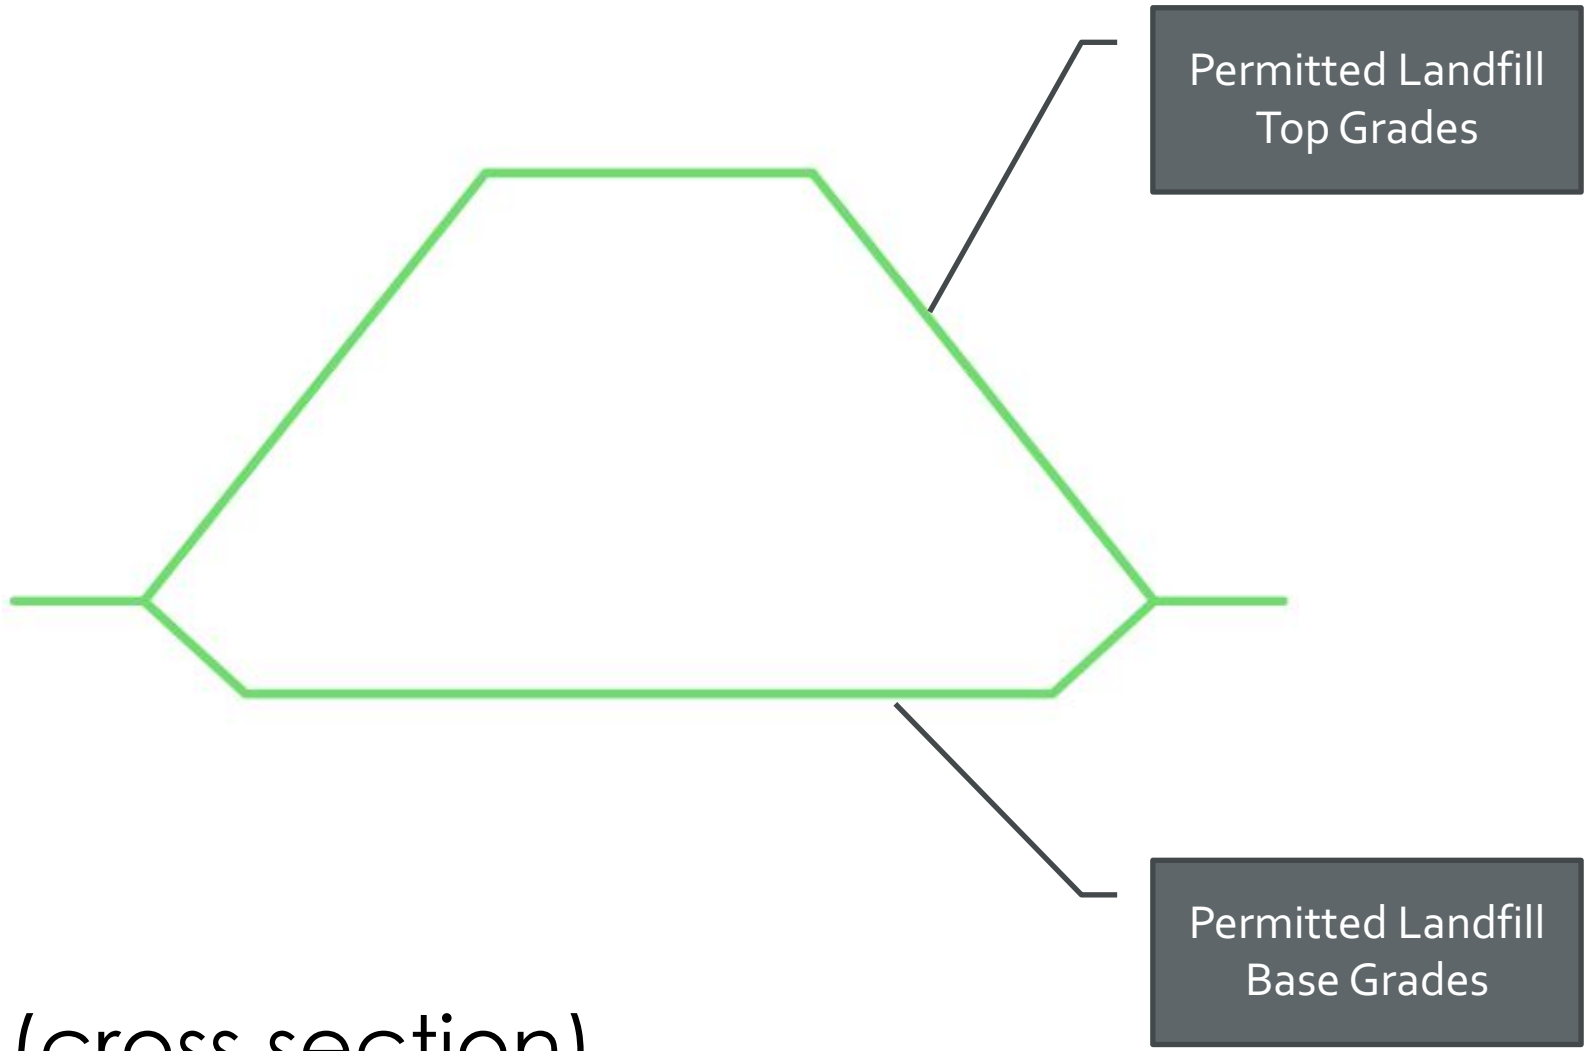 Permitted Landfill
Top Grades
Permitted Landfill
Base Grades
(cross section)